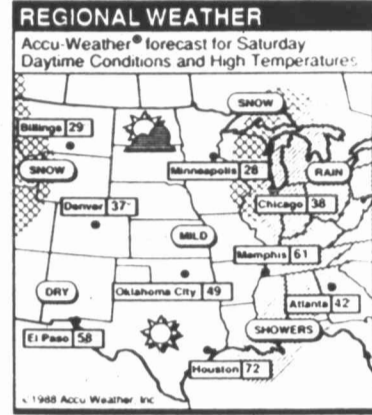 REGIONAL WEATHER
Accu-Weather® forecast for Saturday
Daytime Conditions and High Temperatures
SNOW
Billings 29
Minneapolis 28
SNOW
RAIN
Denver 37
Chicago 38
MILD
Memphis 61
DRY
Oklahoma City 49
Atlanta 42
SHOWERS
El Paso 58
Houston 72
© 1988 Accu Weather, Inc